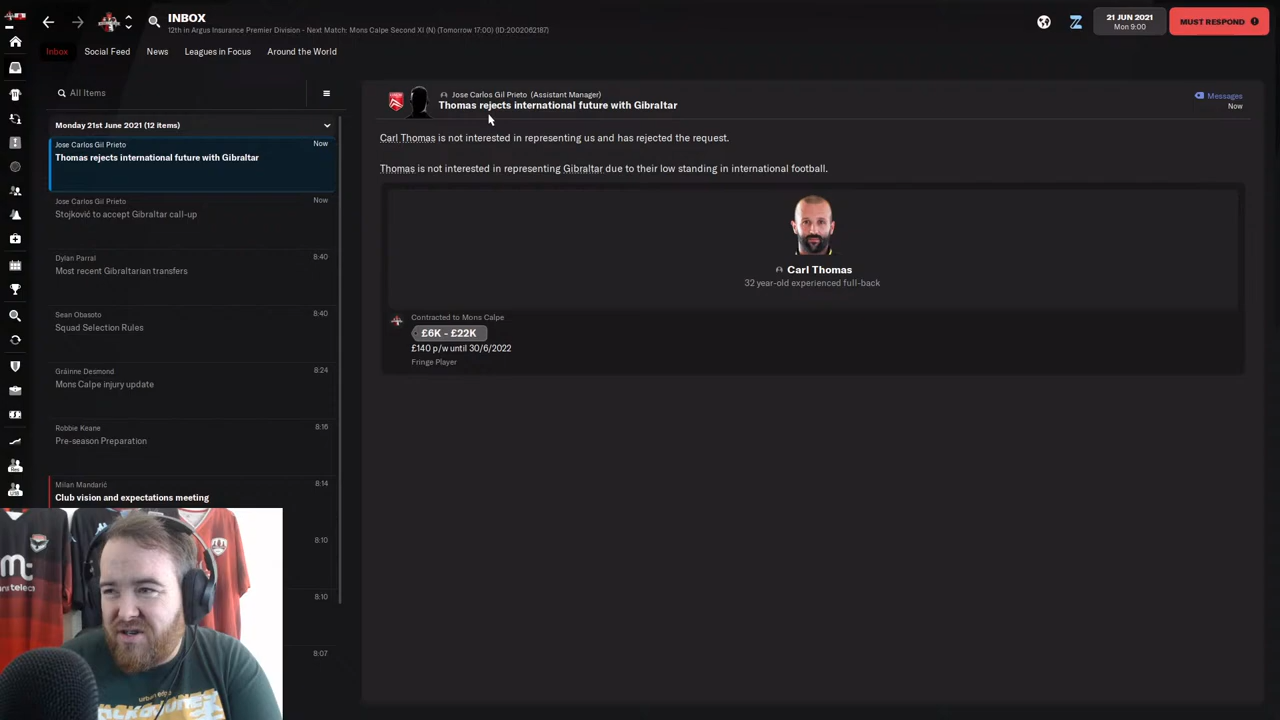 INBOX
12th in Argus Insurance Premier Division - Next Match: Mons Calpe Second XI (N) (Tomorrow 17:00) (ID:2002062187)
21 JUN 2021
Mon 9:00
MUST RESPOND
Inbox
Social Feed
News
Leagues in Focus
Around the World
All Items
Monday 21st June 2021 (12 items)
Jose Carlos Gil Prieto
Now
Thomas rejects international future with Gibraltar
Jose Carlos Gil Prieto
Now
Stojković to accept Gibraltar call-up
Dylan Parral
8:40
Most recent Gibraltarian transfers
Sean Obasoto
8:40
Squad Selection Rules
Gráinne Desmond
8:24
Mons Calpe injury update
Robbie Keane
8:16
Pre-season Preparation
Milan Mandarić
8:14
Club vision and expectations meeting
8:10
8:10
8:07
Jose Carlos Gil Prieto (Assistant Manager)
Thomas rejects international future with Gibraltar
Messages
Now
Carl Thomas is not interested in representing us and has rejected the request.
Thomas is not interested in representing Gibraltar due to their low standing in international football.
Carl Thomas
32 year-old experienced full-back
Contracted to Mons Calpe
£6K - £22K
£140 p/w until 30/6/2022
Fringe Player
Res
U18